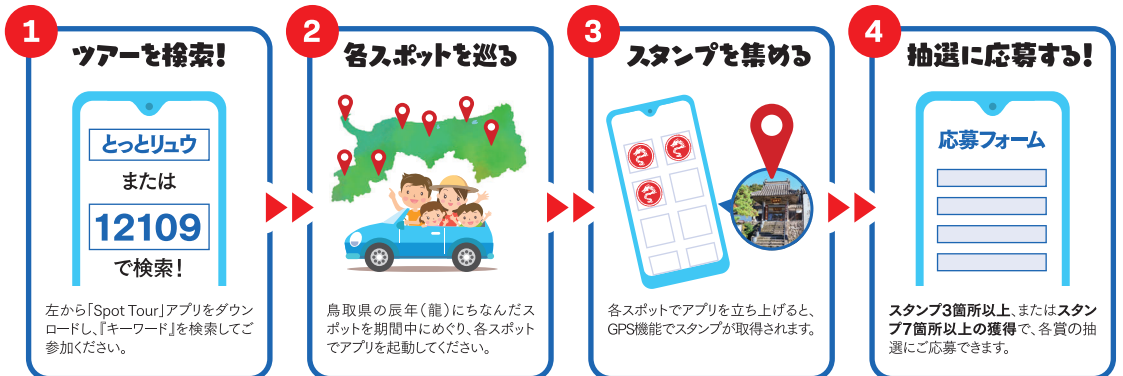 1
ツアーを検索!
とっとリュウ
または
12109
で検索!
左から「Spot Tour」アプリをダウン
ロードし、『キーワード』を検索してご
参加ください。
2
各スポットを巡る
鳥取県の辰年(龍)にちなんだス
ポットを期間中にめぐり、各スポット
でアプリを起動してください。
3
スタンプを集める
各スポットでアプリを立ち上げると、
GPS機能でスタンプが取得されます。
4
抽選に応募する!
応募フォーム
スタンプ3箇所以上、またはスタン
プ7箇所以上の獲得で、各賞の抽
選にご応募できます。